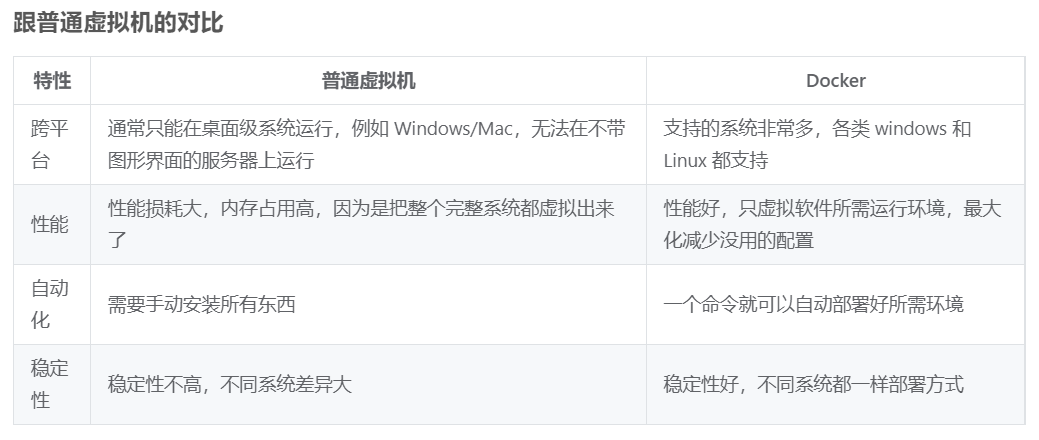 跟普通虚拟机的对比
特性 普通虚拟机 Docker
跨平
台
通常只能在桌面级系统运行，例如 Windows/Mac，无法在不带
图形界面的服务器上运行
支持的系统非常多，各类 windows 和
Linux 都支持
性能
性能损耗大，内存占用高，因为是把整个完整系统都虚拟出来
了
性能好，只虚拟软件所需运行环境，最大
化减少没用的配置
自动
化
需要手动安装所有东西
一个命令就可以自动部署好所需环境
稳定
性
稳定性不高，不同系统差异大
稳定性好，不同系统都一样部署方式